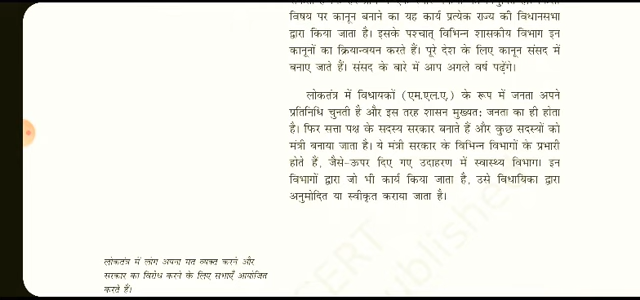 विषय पर कानून बनाने का यह कार्य प्रत्येक राज्य की विधानसभा
द्वारा किया जाता है। इसके पश्चात् विभिन्न शासकीय विभाग इन
कानूनों का क्रियान्वयन करते हैं। पूरे देश के लिए कानून संसद में
बनाए जाते हैं। संसद के बारे में आप अगले वर्ष पढ़ेंगे।
लोकतंत्र में विधायकों (एम.एल.ए.) के रूप में जनता अपने
प्रतिनिधि चुनती है और इस तरह शासन मुख्यत: जनता का ही होता
है। फिर सत्ता पक्ष के सदस्य सरकार बनाते हैं और कुछ सदस्यों को
मंत्री बनाया जाता है। ये मंत्री सरकार के विभिन्न विभागों के प्रभारी
होते हैं, जैसे-ऊपर दिए गए उदाहरण में स्वास्थ्य विभाग। इन
विभागों द्वारा जो भी कार्य किया जाता है, उसे विधायिका द्वारा
अनुमोदित या स्वीकृत कराया जाता है।
लोकतंत्र में लोग अपना मत व्यक्त करने और
सरकार का विरोध करने के लिए सभाएँ आयोजित
करते हैं।